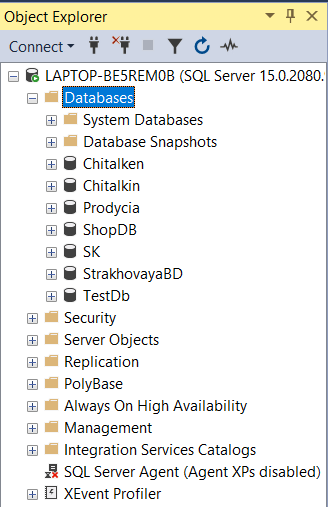 Object Explorer
Connect
LAPTOP-BE5REM0B (SQL Server 15.0.2080.
Databases
System Databases
Database Snapshots
Chitalken
Chitalkin
Prodycia
ShopDB
SK
StrakhovayaBD
TestDb
Security
Server Objects
Replication
PolyBase
Always On High Availability
Management
Integration Services Catalogs
SQL Server Agent (Agent XPs disabled)
XEvent Profiler